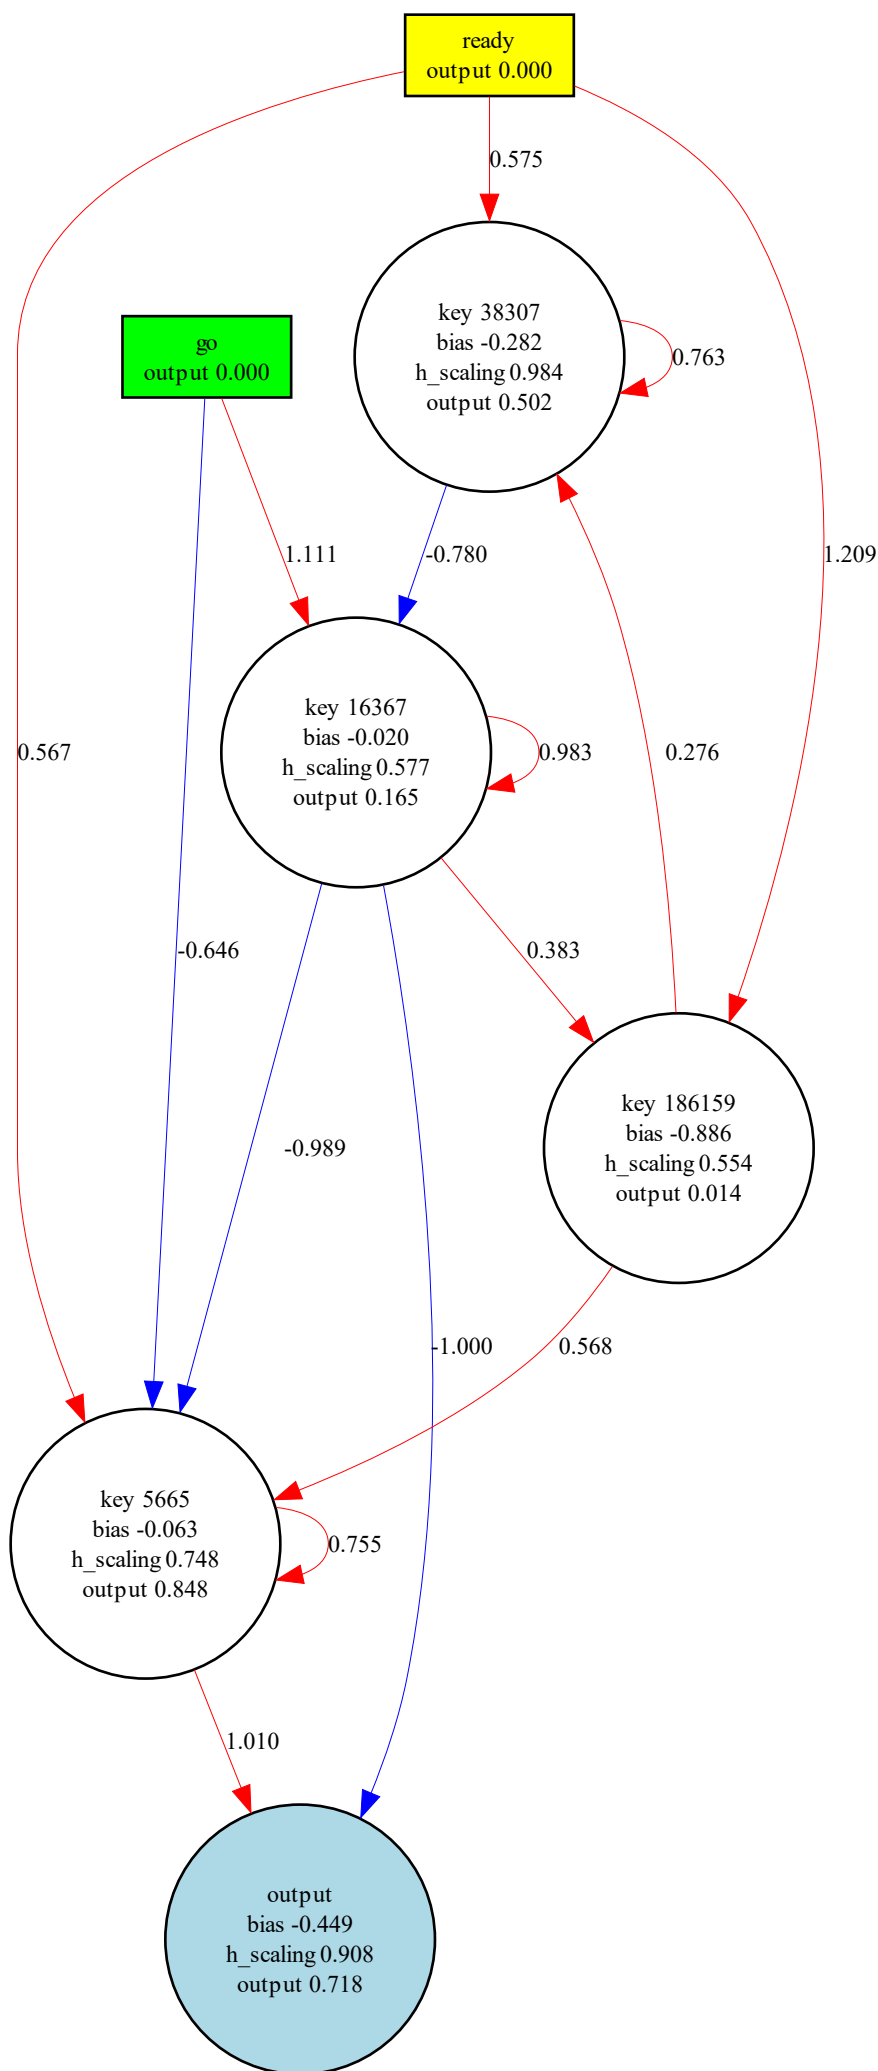 ready
output 0.000
0.575
key 38307
bias -0.282
h_scaling 0.984
output 0.502
0.763
go
output 0.000
1.111
-0.780
1.209
key 16367
bias -0.020
h_scaling 0.577
output 0.165
0.983
0.567
0.276
-0.646
0.383
key 186159
bias -0.886
h_scaling 0.554
output 0.014
-0.989
-1.000
0.568
key 5665
bias -0.063
h_scaling 0.748
output 0.848
0.755
1.010
output
bias -0.449
h_scaling 0.908
output 0.718